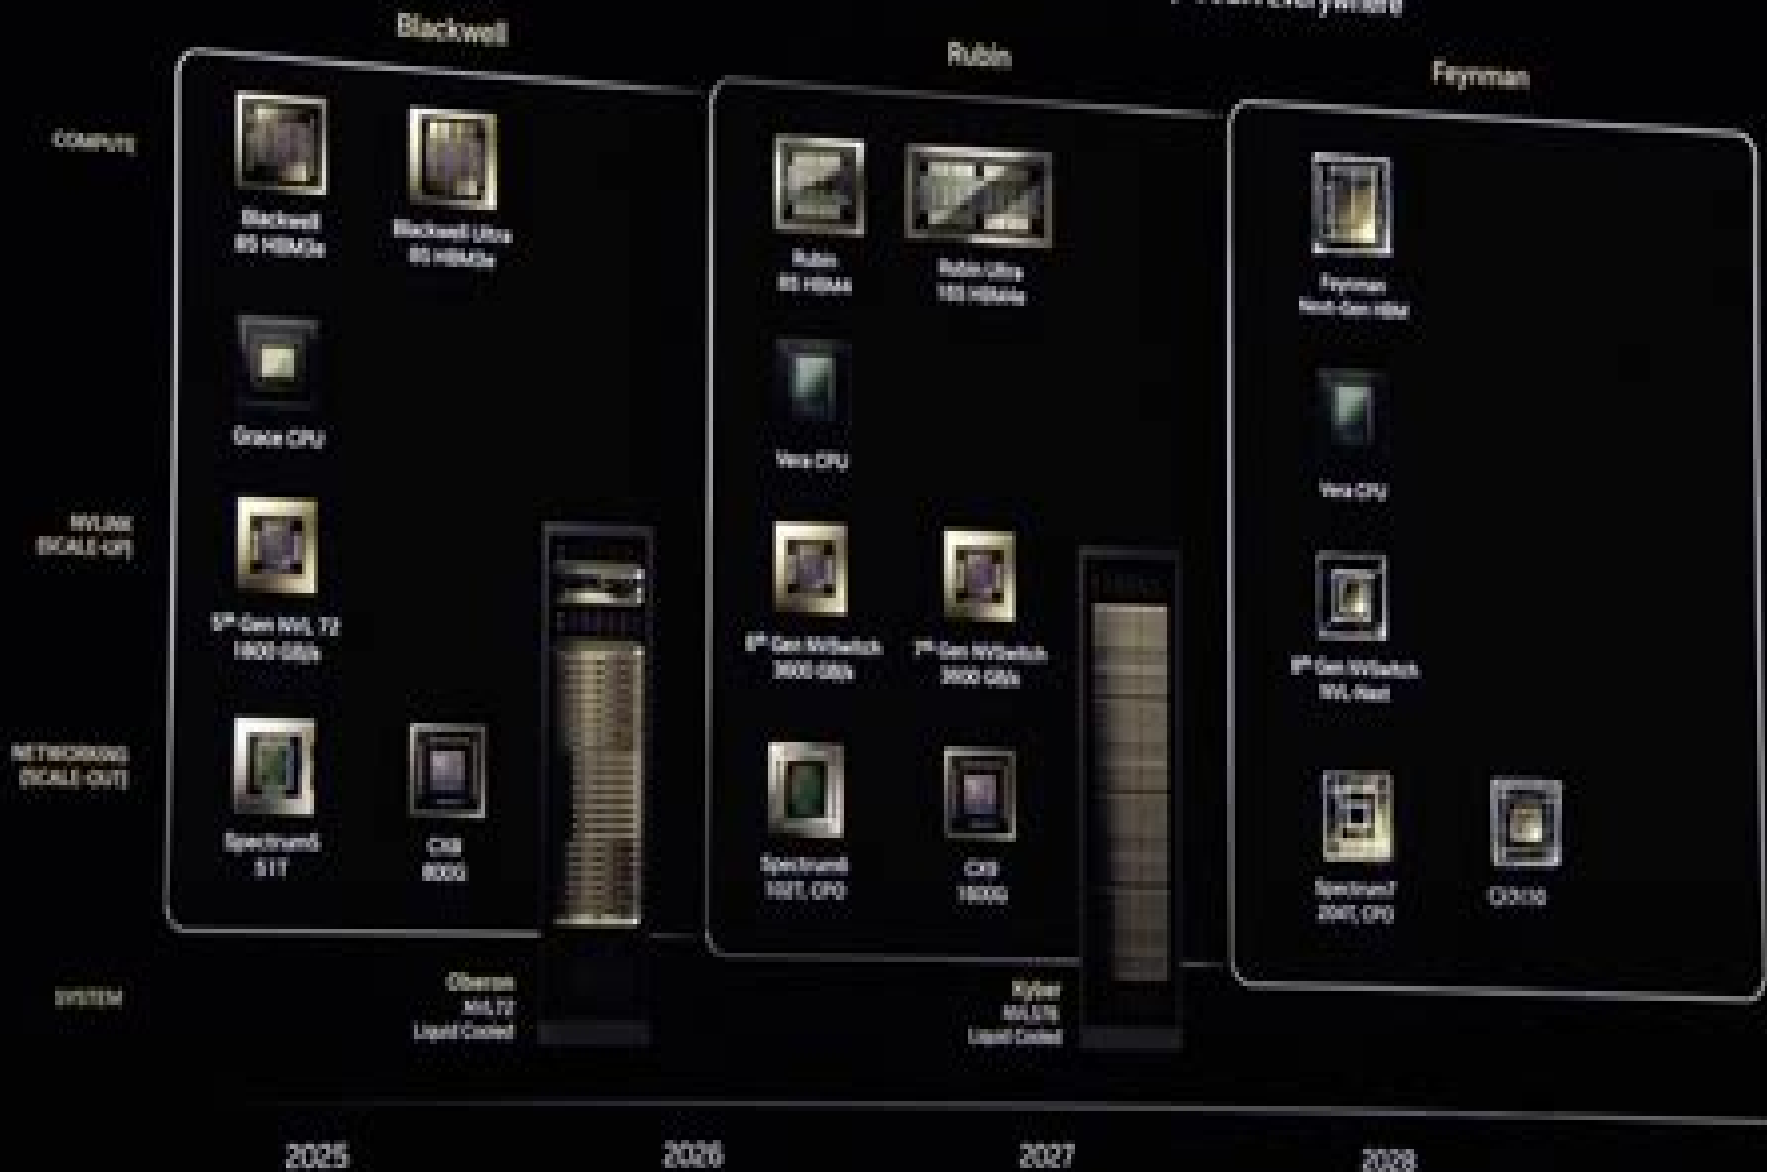 Everywhere
Blackwell
Rubin
Feynman
COMPUTE
Blackwell
8S HBM3e
Blackwell Ultra
8S HBM3e
Rubin
8S HBM4
Rubin Ultra
16S HBM4e
Feynman
Next-Gen HBM
Grace CPU
Vera CPU
Vera CPU
NVLINK
(SCALE-UP)
5th Gen NVL 72
1800 GB/s
6th Gen NVSwitch
3600 GB/s
7th Gen NVSwitch
3600 GB/s
8th Gen NVSwitch
NVL-Next
NETWORKING
(SCALE-OUT)
Spectrum5
51T
CX8
800G
Spectrum6
102T, CPO
CX9
1600G
Spectrum7
204T, CPO
CX10
SYSTEM
Oberon
NVL72
Liquid Cooled
Kyber
NVL576
Liquid Cooled
2025
2026
2027
2028